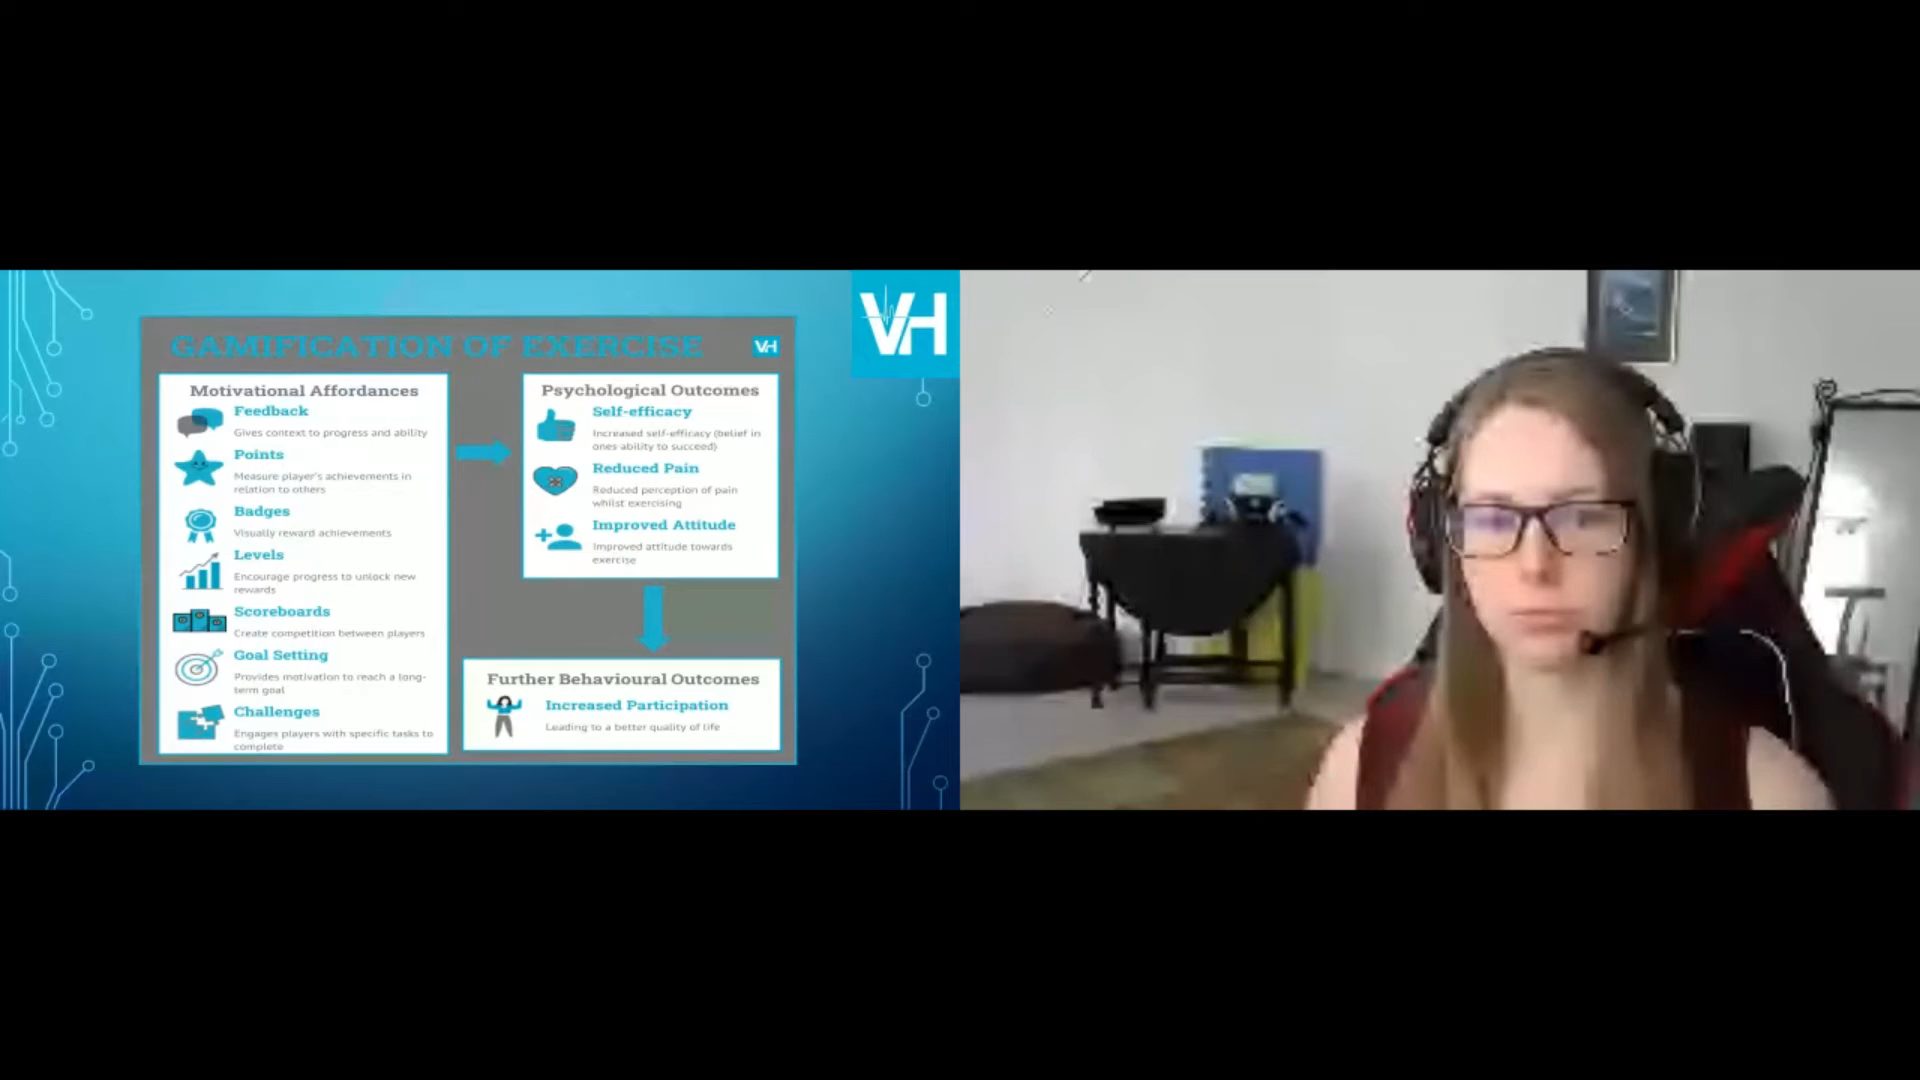 GAMIFICATION OF EXERCISE
VH
VH
Motivational Affordances
Feedback
Gives context to progress and ability
Points
Measure player's achievements in
relation to others
Badges
Visually reward achievements
Levels
Encourage progress to unlock new
rewards
Scoreboards
Create competition between players
Goal Setting
Provides motivation to reach a long-
term goal
Challenges
Engages players with specific tasks to
complete
Psychological Outcomes
Self-efficacy
Increased self-efficacy (belief in
ones ability to succeed)
Reduced Pain
Reduced perception of pain
whilst exercising
Improved Attitude
Improved attitude towards
exercise
Further Behavioural Outcomes
Increased Participation
Leading to a better quality of life